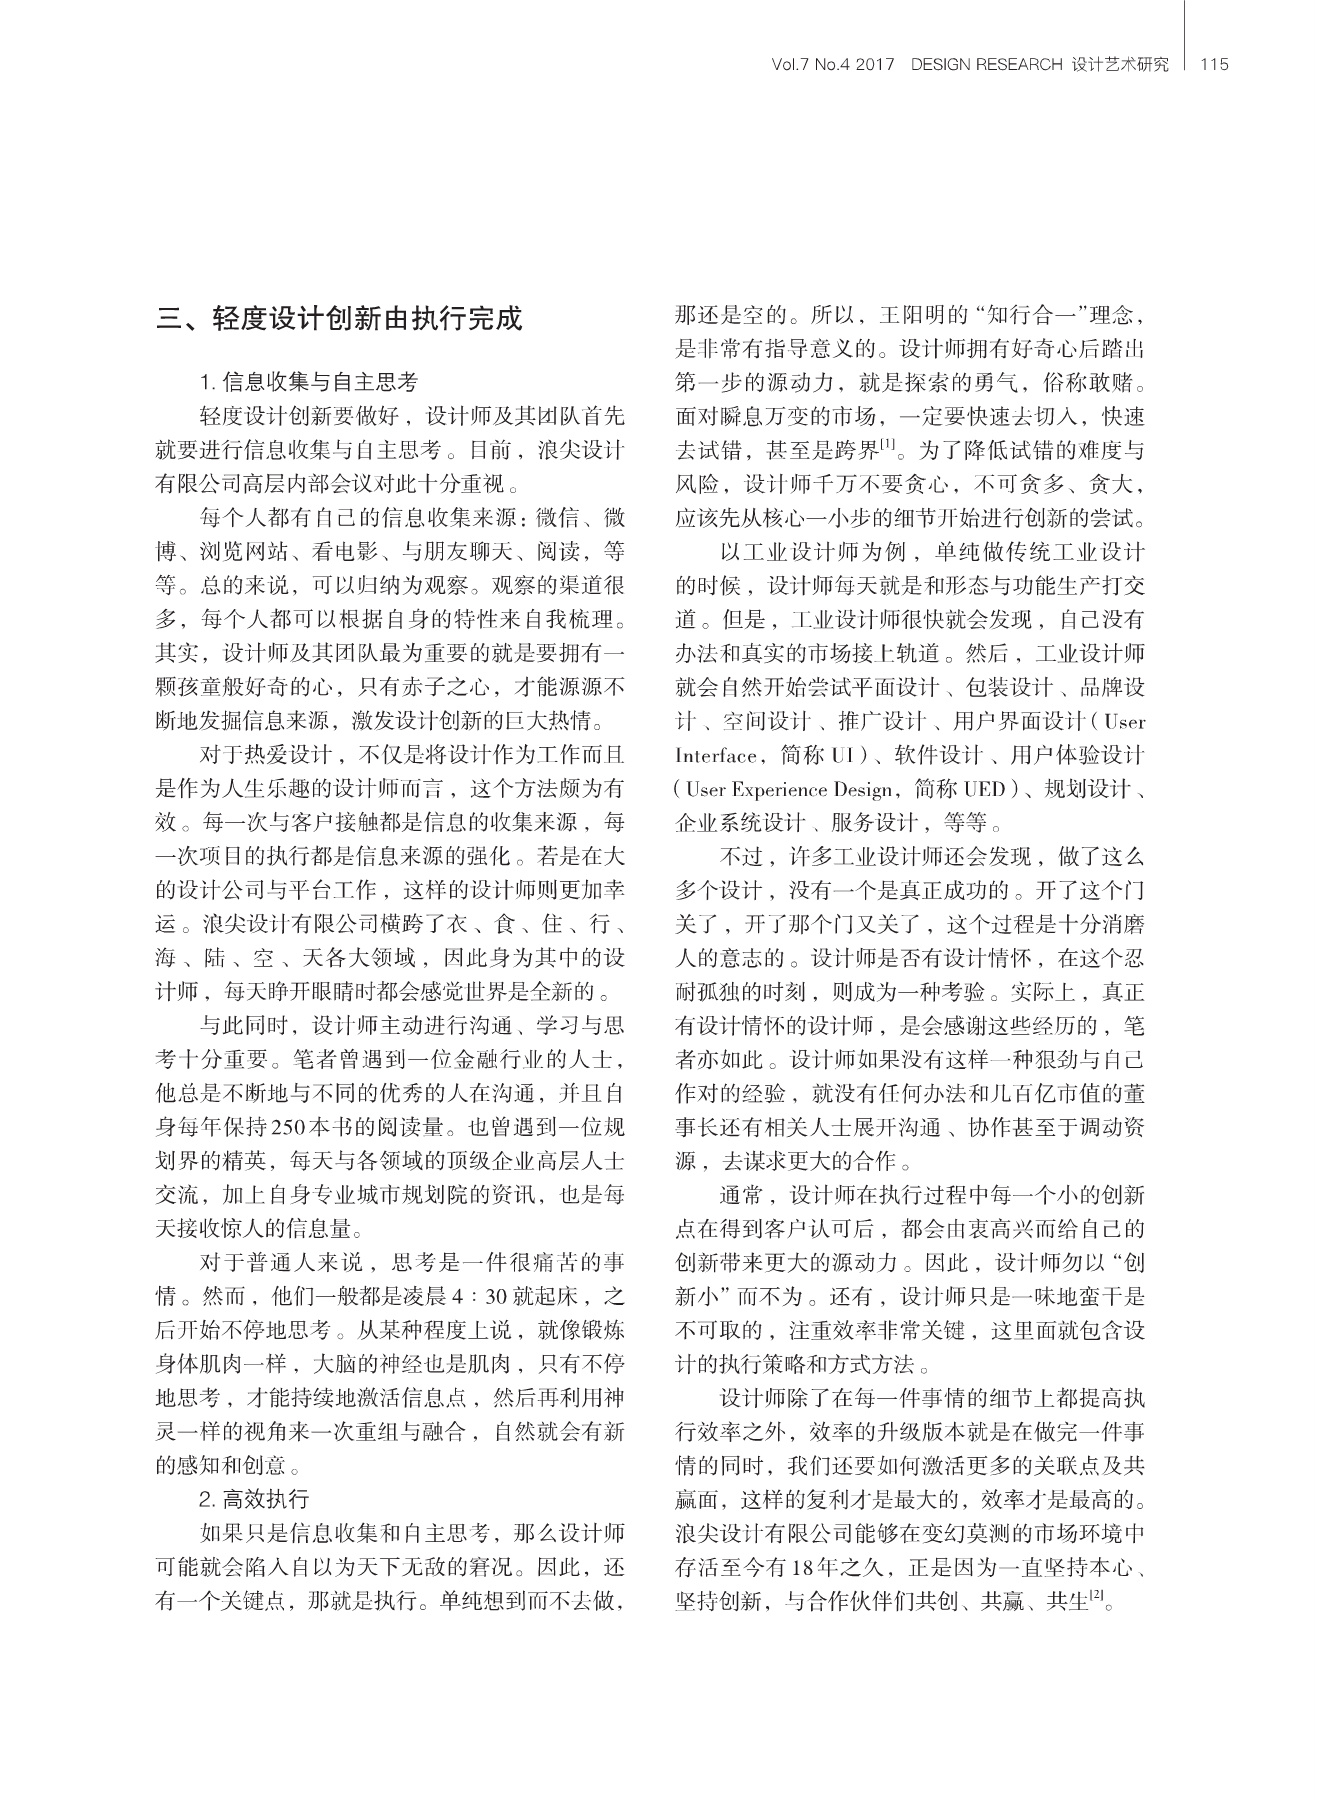 Vol.7 No.4 2017 DESIGN RESEARCH 设计艺术研究 115
三、轻度设计创新由执行完成
1. 信息收集与自主思考
轻度设计创新要做好，设计师及其团队首先
就要进行信息收集与自主思考。目前，浪尖设计
有限公司高层内部会议对此十分重视。
每个人都有自己的信息收集来源：微信、微
博、浏览网站、看电影、与朋友聊天、阅读，等
等。总的来说，可以归纳为观察。观察的渠道很
多，每个人都可以根据自身的特性来自我梳理。
其实，设计师及其团队最为重要的就是要拥有一
颗孩童般好奇的心，只有赤子之心，才能源源不
断地发掘信息来源，激发设计创新的巨大热情。
对于热爱设计，不仅是将设计作为工作而且
是作为人生乐趣的设计师而言，这个方法颇为有
效。每一次与客户接触都是信息的收集来源，每
一次项目的执行都是信息来源的强化。若是在大
的设计公司与平台工作，这样的设计师则更加幸
运。浪尖设计有限公司横跨了衣、食、住、行、
海、陆、空、天各大领域，因此身为其中的设
计师，每天睁开眼睛时都会感觉世界是全新的。
与此同时，设计师主动进行沟通、学习与思
考十分重要。笔者曾遇到一位金融行业的人士，
他总是不断地与不同的优秀的人在沟通，并且自
身每年保持250本书的阅读量。也曾遇到一位规
划界的精英，每天与各领域的顶级企业高层人士
交流，加上自身专业城市规划院的资讯，也是每
天接收惊人的信息量。
对于普通人来说，思考是一件很痛苦的事
情。然而，他们一般都是凌晨 4∶30 就起床，之
后开始不停地思考。从某种程度上说，就像锻炼
身体肌肉一样，大脑的神经也是肌肉，只有不停
地思考，才能持续地激活信息点，然后再利用神
灵一样的视角来一次重组与融合，自然就会有新
的感知和创意。
2. 高效执行
如果只是信息收集和自主思考，那么设计师
可能就会陷入自以为天下无敌的窘况。因此，还
有一个关键点，那就是执行。单纯想到而不去做，
那还是空的。所以，王阳明的“知行合一”理念，
是非常有指导意义的。设计师拥有好奇心后踏出
第一步的源动力，就是探索的勇气，俗称敢赌。
面对瞬息万变的市场，一定要快速去切入，快速
去试错，甚至是跨界[1]。为了降低试错的难度与
风险，设计师千万不要贪心，不可贪多、贪大，
应该先从核心一小步的细节开始进行创新的尝试。
以工业设计师为例，单纯做传统工业设计
的时候，设计师每天就是和形态与功能生产打交
道。但是，工业设计师很快就会发现，自己没有
办法和真实的市场接上轨道。然后，工业设计师
就会自然开始尝试平面设计、包装设计、品牌设
计、空间设计、推广设计、用户界面设计（User
Interface，简称 UI）、软件设计、用户体验设计
（User Experience Design，简称 UED）、规划设计、
企业系统设计、服务设计，等等。
不过，许多工业设计师还会发现，做了这么
多个设计，没有一个是真正成功的。开了这个门
关了，开了那个门又关了，这个过程是十分消磨
人的意志的。设计师是否有设计情怀，在这个忍
耐孤独的时刻，则成为一种考验。实际上，真正
有设计情怀的设计师，是会感谢这些经历的，笔
者亦如此。设计师如果没有这样一种狠劲与自己
作对的经验，就没有任何办法和几百亿市值的董
事长还有相关人士展开沟通、协作甚至于调动资
源，去谋求更大的合作。
通常，设计师在执行过程中每一个小的创新
点在得到客户认可后，都会由衷高兴而给自己的
创新带来更大的源动力。因此，设计师勿以“创
新小”而不为。还有，设计师只是一味地蛮干是
不可取的，注重效率非常关键，这里面就包含设
计的执行策略和方式方法。
设计师除了在每一件事情的细节上都提高执
行效率之外，效率的升级版本就是在做完一件事
情的同时，我们还要如何激活更多的关联点及共
赢面，这样的复利才是最大的，效率才是最高的。
浪尖设计有限公司能够在变幻莫测的市场环境中
存活至今有18年之久，正是因为一直坚持本心、
坚持创新，与合作伙伴们共创、共赢、共生[2]。